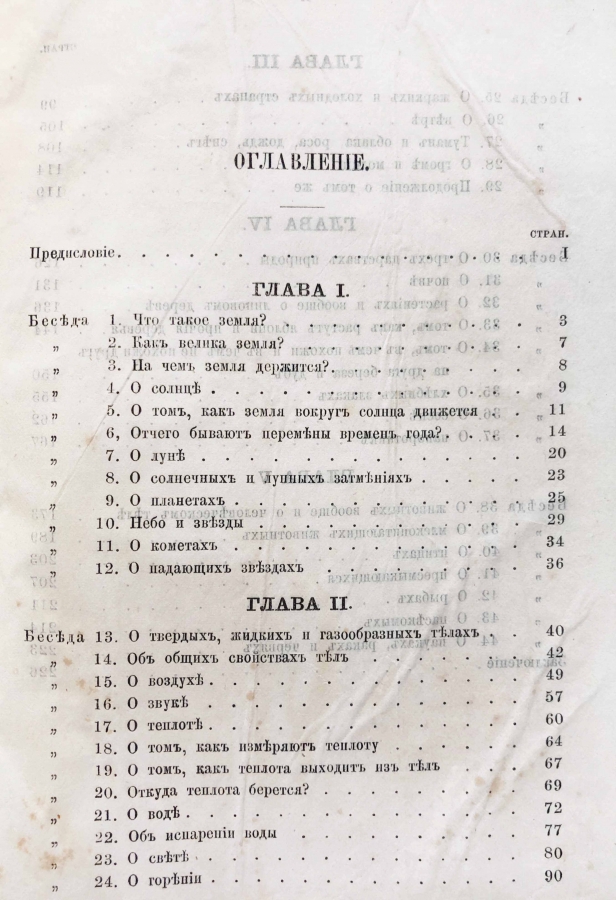 ОГЛАВЛЕНІЕ.
СТРАН.
Предисловіе. . . . . . . . . . . . . . . . . I
ГЛАВА I.
Бесѣда 1. Что такое земля? . . . . . . . . . . 3
„ 2. Какъ велика земля? . . . . . . . . . 7
„ 3. На чемъ земля держится? . . . . . . . . 8
„ 4. О солнцѣ . . . . . . . . . . . . 9
„ 5. О томъ, какъ земля вокругъ солнца движется . . 11
„ 6, Отчего бываютъ перемѣны временъ года? . . . 14
„ 7. О лунѣ . . . . . . . . . . . . 20
„ 8. О солнечныхъ и лунныхъ затмѣніяхъ . . . . 23
„ 9. О планетахъ . . . . . . . . . . . 25
„ 10. Небо и звѣзды . . . . . . . . . . 29
„ 11. О кометахъ . . . . . . . . . . . 34
„ 12. О падающихъ звѣздахъ . . . . . . . . 36
ГЛАВА II.
Бесѣда 13. О твердыхъ, жидкихъ и газообразныхъ тѣлахъ . . 40
„ 14. Объ общихъ свойствахъ тѣлъ . . . . . . 42
„ 15. О воздухѣ . . . . . . . . . . . . 49
„ 16. О звукѣ . . . . . . . . . . . . 57
„ 17. О теплотѣ . . . . . . . . . . . . 60
„ 18. О томъ, какъ измѣряютъ теплоту . . . . . 64
„ 19. О томъ, какъ теплота выходитъ изъ тѣлъ . . . 67
„ 20. Откуда теплота берется? . . . . . . . . 69
„ 21. О водѣ . . . . . . . . . . . . 72
„ 22. Объ испареніи воды . . . . . . . . . 77
„ 23. О свѣтѣ . . . . . . . . . . . . 80
„ 24. О горѣніи . . . . . . . . . . . . 90